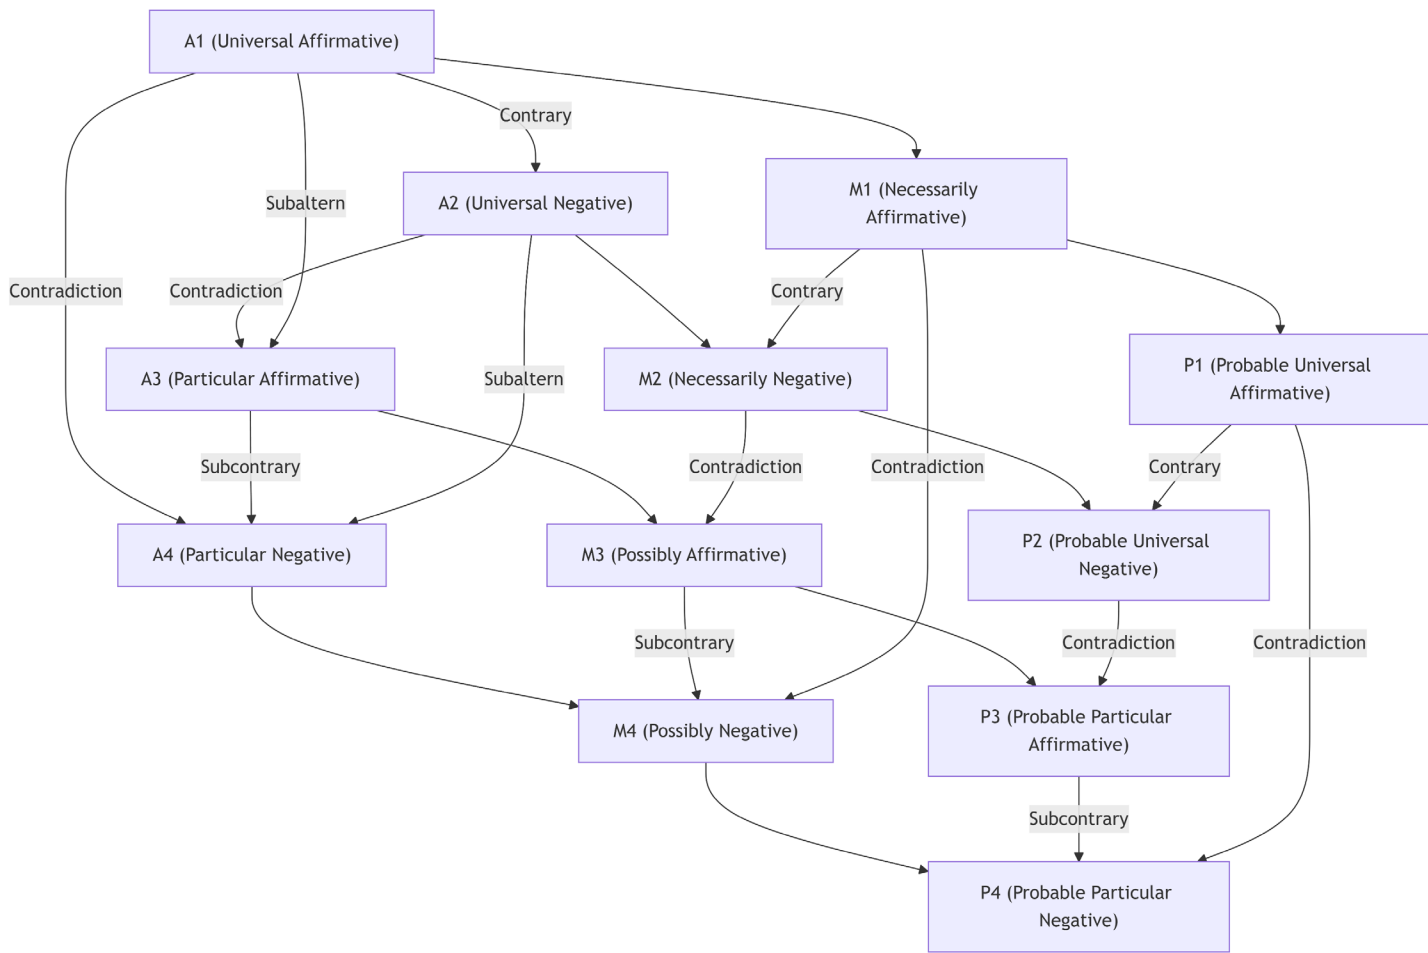 A1 (Universal Affirmative)
Contrary
A2 (Universal Negative)
M1 (Necessarily
Affirmative)
Subaltern
Contradiction
Contradiction
Contrary
A3 (Particular Affirmative)
M2 (Necessarily Negative)
Subaltern
P1 (Probable Universal
Affirmative)
Subcontrary
Contradiction
Contradiction
Contrary
A4 (Particular Negative)
M3 (Possibly Affirmative)
P2 (Probable Universal
Negative)
Subcontrary
Contradiction
Contradiction
M4 (Possibly Negative)
P3 (Probable Particular
Affirmative)
Subcontrary
P4 (Probable Particular
Negative)